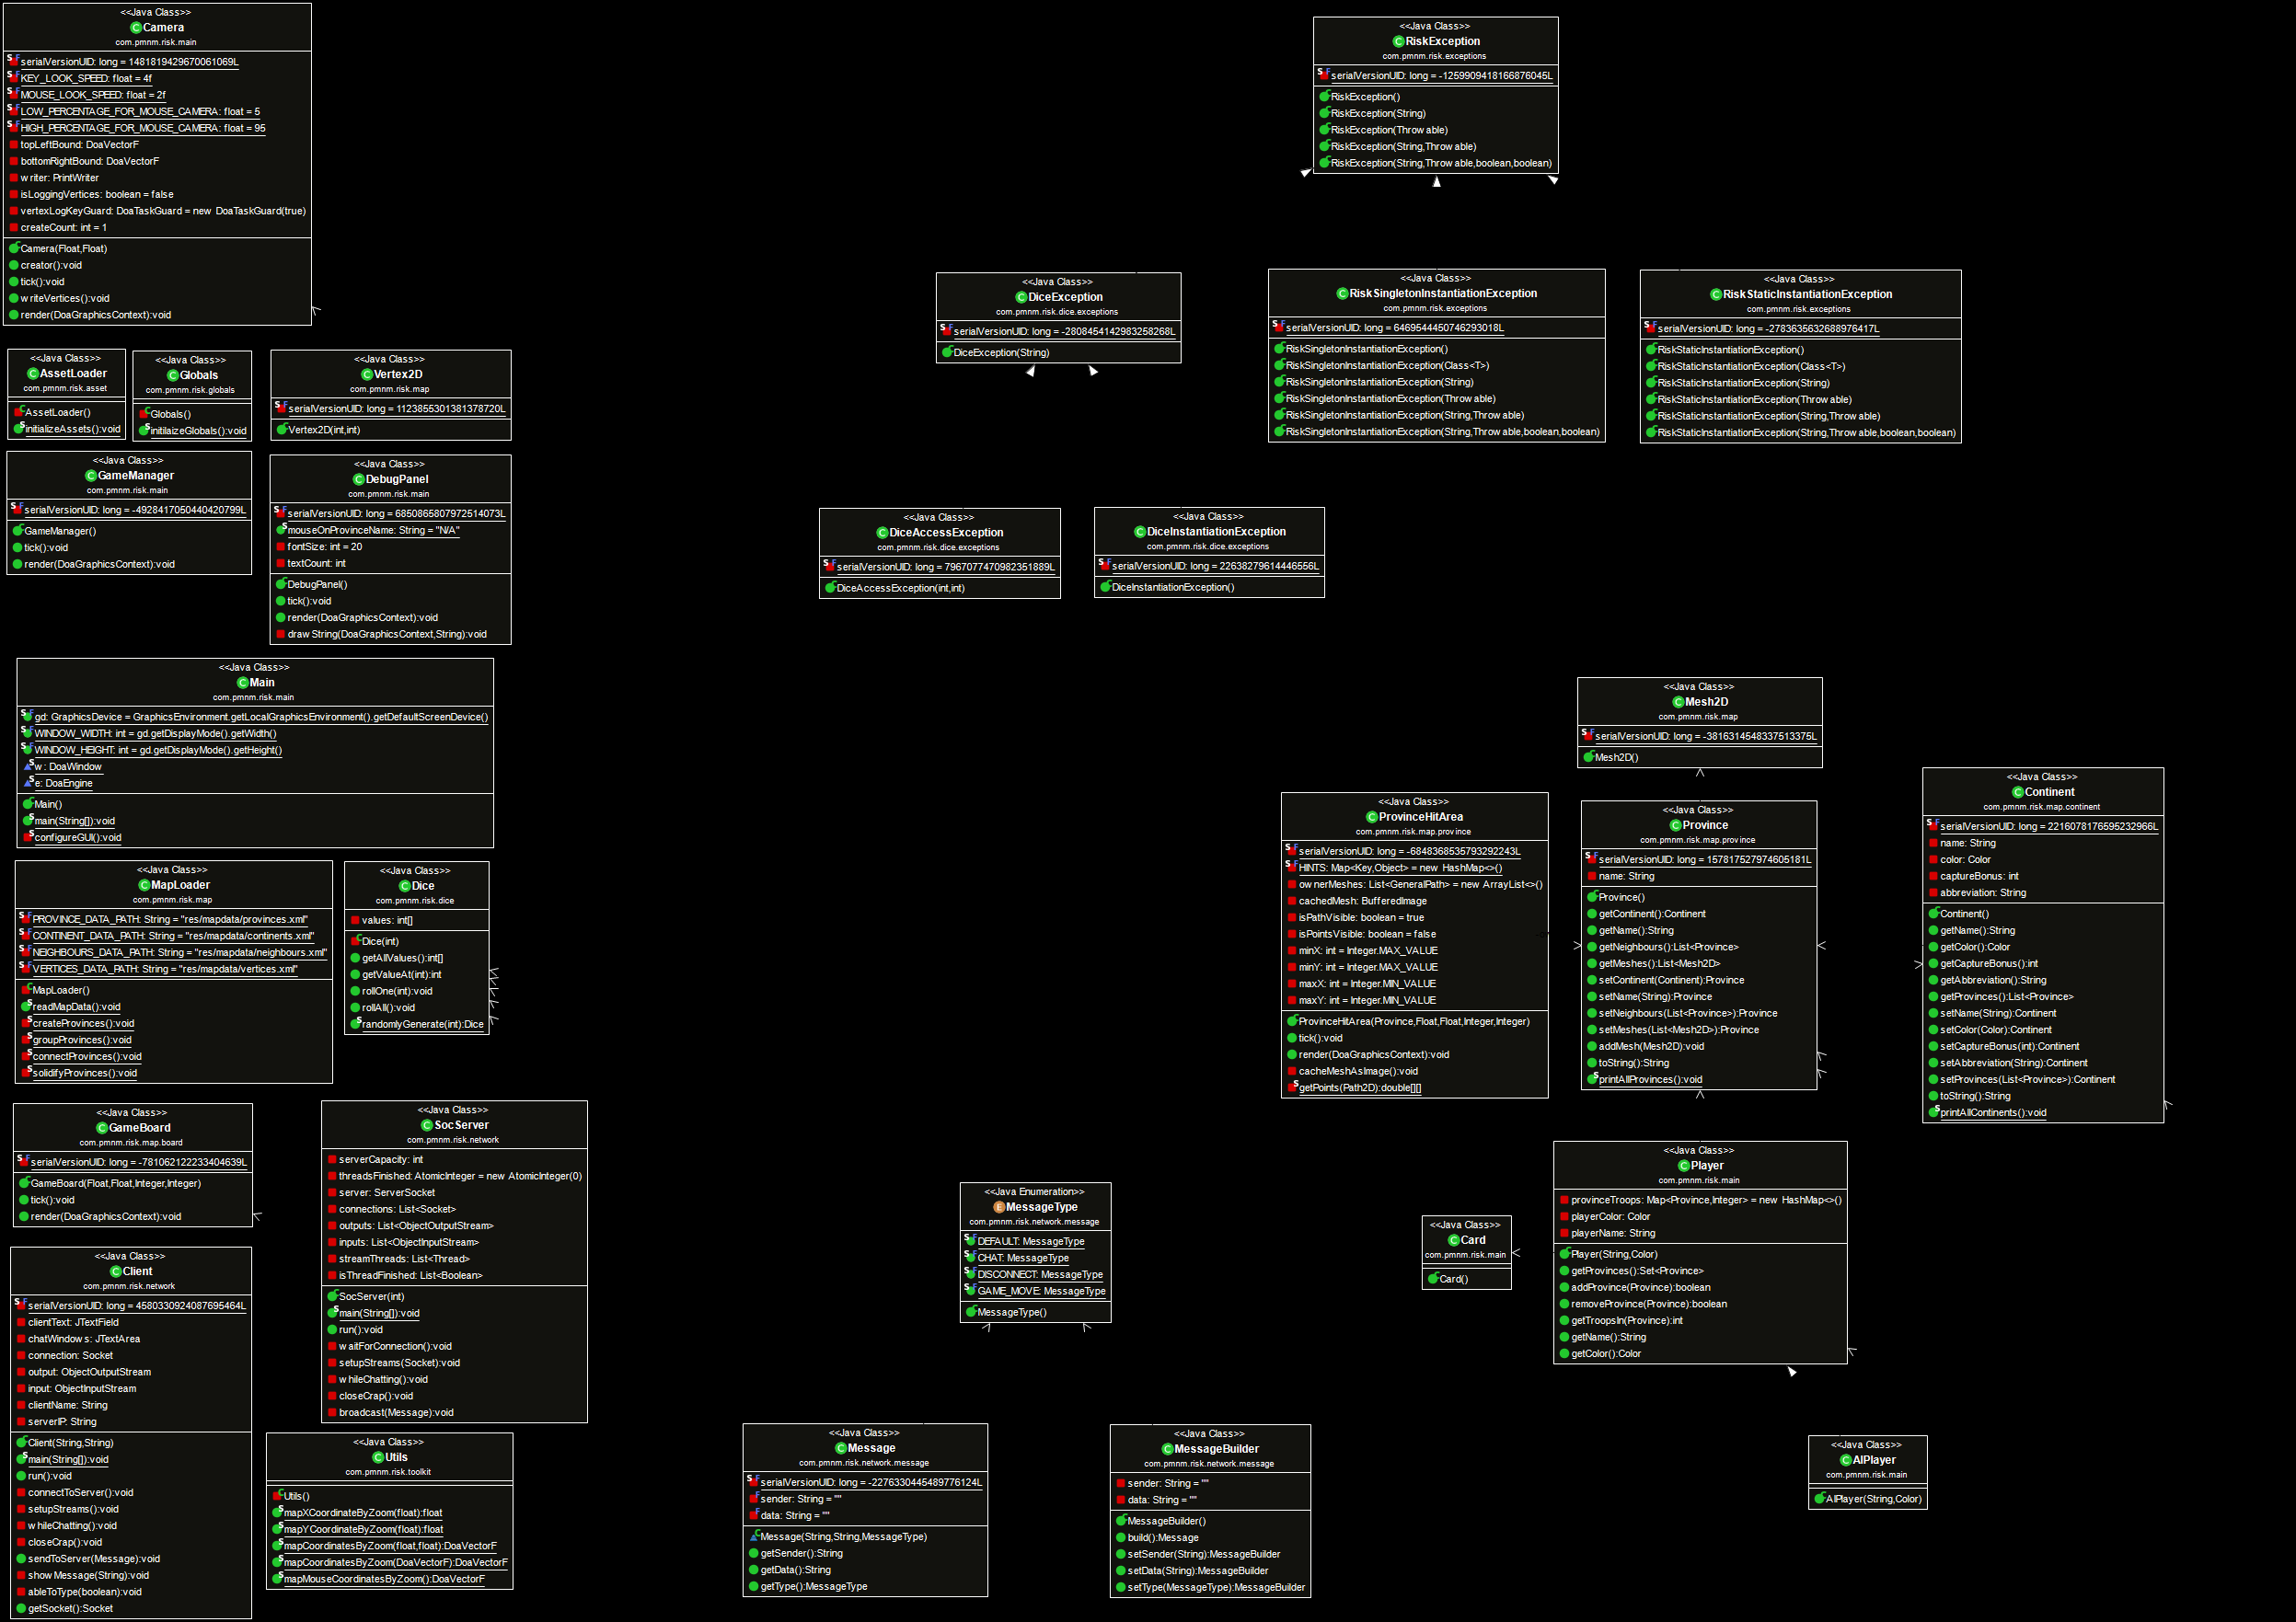 <<Java Class>>
Camera
com.pmnm.risk.main
serialVersionUID: long = 1481819429670061069L
KEY_LOOK_SPEED: float = 4f
MOUSE_LOOK_SPEED: float = 2f
LOW_PERCENTAGE_FOR_MOUSE_CAMERA: float = 5
HIGH_PERCENTAGE_FOR_MOUSE_CAMERA: float = 95
topLeftBound: DoaVectorF
bottomRightBound: DoaVectorF
writer: PrintWriter
isLoggingVertices: boolean = false
vertexLogKeyGuard: DoaTaskGuard = new DoaTaskGuard(true)
createCount: int = 1
Camera(Float,Float)
creator():void
tick():void
writeVertices():void
render(DoaGraphicsContext):void
<<Java Class>>
RiskException
com.pmnm.risk.exceptions
serialVersionUID: long = -1259909418166876045L
RiskException()
RiskException(String)
RiskException(Throwable)
RiskException(String,Throwable)
RiskException(String,Throwable,boolean,boolean)
<<Java Class>>
DiceException
com.pmnm.risk.dice.exceptions
serialVersionUID: long = -2808454142983258268L
DiceException(String)
<<Java Class>>
RiskSingletonInstantiationException
com.pmnm.risk.exceptions
serialVersionUID: long = 6469544450746293018L
RiskSingletonInstantiationException()
RiskSingletonInstantiationException(Class<T>)
RiskSingletonInstantiationException(String)
RiskSingletonInstantiationException(Throwable)
RiskSingletonInstantiationException(String,Throwable)
RiskSingletonInstantiationException(String,Throwable,boolean,boolean)
<<Java Class>>
RiskStaticInstantiationException
com.pmnm.risk.exceptions
serialVersionUID: long = -2783635632688976417L
RiskStaticInstantiationException()
RiskStaticInstantiationException(Class<T>)
RiskStaticInstantiationException(String)
RiskStaticInstantiationException(Throwable)
RiskStaticInstantiationException(String,Throwable)
RiskStaticInstantiationException(String,Throwable,boolean,boolean)
<<Java Class>>
AssetLoader
com.pmnm.risk.asset
AssetLoader()
initializeAssets():void
<<Java Class>>
Globals
com.pmnm.risk.globals
Globals()
initilaizeGlobals():void
<<Java Class>>
Vertex2D
com.pmnm.risk.map
serialVersionUID: long = 1123855301381378720L
Vertex2D(int,int)
<<Java Class>>
GameManager
com.pmnm.risk.main
serialVersionUID: long = -4928417050440420799L
GameManager()
tick():void
render(DoaGraphicsContext):void
<<Java Class>>
DebugPanel
com.pmnm.risk.main
serialVersionUID: long = 6850865807972514073L
mouseOnProvinceName: String = "N/A"
fontSize: int = 20
textCount: int
DebugPanel()
tick():void
render(DoaGraphicsContext):void
drawString(DoaGraphicsContext,String):void
<<Java Class>>
DiceAccessException
com.pmnm.risk.dice.exceptions
serialVersionUID: long = 7967077470982351889L
DiceAccessException(int,int)
<<Java Class>>
DiceInstantiationException
com.pmnm.risk.dice.exceptions
serialVersionUID: long = 22638279614446556L
DiceInstantiationException()
<<Java Class>>
Main
com.pmnm.risk.main
gd: GraphicsDevice = GraphicsEnvironment.getLocalGraphicsEnvironment().getDefaultScreenDevice()
WINDOW_WIDTH: int = gd.getDisplayMode().getWidth()
WINDOW_HEIGHT: int = gd.getDisplayMode().getHeight()
w: DoaWindow
e: DoaEngine
Main()
main(String[]):void
configureGUI():void
<<Java Class>>
MapLoader
com.pmnm.risk.map
PROVINCE_DATA_PATH: String = "res/mapdata/provinces.xml"
CONTINENT_DATA_PATH: String = "res/mapdata/continents.xml"
NEIGHBOURS_DATA_PATH: String = "res/mapdata/neighbours.xml"
VERTICES_DATA_PATH: String = "res/mapdata/vertices.xml"
MapLoader()
readMapData():void
createProvinces():void
groupProvinces():void
connectProvinces():void
solidifyProvinces():void
<<Java Class>>
Dice
com.pmnm.risk.dice
values: int[]
Dice(int)
getAllValues():int[]
getValueAt(int):int
rollOne(int):void
rollAll():void
randomlyGenerate(int):Dice
<<Java Class>>
Mesh2D
com.pmnm.risk.map
serialVersionUID: long = -3816314548337513375L
Mesh2D()
<<Java Class>>
ProvinceHitArea
com.pmnm.risk.map.province
serialVersionUID: long = -6848368535793292243L
HINTS: Map<Key,Object> = new HashMap<>()
ownerMeshes: List<GeneralPath> = new ArrayList<>()
cachedMesh: BufferedImage
isPathVisible: boolean = true
isPointsVisible: boolean = false
minX: int = Integer.MAX_VALUE
minY: int = Integer.MAX_VALUE
maxX: int = Integer.MIN_VALUE
maxY: int = Integer.MIN_VALUE
ProvinceHitArea(Province,Float,Float,Integer,Integer)
tick():void
render(DoaGraphicsContext):void
cacheMeshAsImage():void
getPoints(Path2D):double[][]
<<Java Class>>
Province
com.pmnm.risk.map.province
serialVersionUID: long = 157817527974605181L
name: String
Province()
getContinent():Continent
getName():String
getNeighbours():List<Province>
getMeshes():List<Mesh2D>
setContinent(Continent):Province
setName(String):Province
setNeighbours(List<Province>):Province
setMeshes(List<Mesh2D>):Province
addMesh(Mesh2D):void
toString():String
printAllProvinces():void
<<Java Class>>
Continent
com.pmnm.risk.map.continent
serialVersionUID: long = 2216078176595232966L
name: String
color: Color
captureBonus: int
abbreviation: String
Continent()
getName():String
getColor():Color
getCaptureBonus():int
getAbbreviation():String
getProvinces():List<Province>
setName(String):Continent
setColor(Color):Continent
setCaptureBonus(int):Continent
setAbbreviation(String):Continent
setProvinces(List<Province>):Continent
toString():String
printAllContinents():void
<<Java Class>>
GameBoard
com.pmnm.risk.map.board
serialVersionUID: long = -781062122233404639L
GameBoard(Float,Float,Integer,Integer)
tick():void
render(DoaGraphicsContext):void
<<Java Class>>
SocServer
com.pmnm.risk.network
serverCapacity: int
threadsFinished: AtomicInteger = new AtomicInteger(0)
server: ServerSocket
connections: List<Socket>
outputs: List<ObjectOutputStream>
inputs: List<ObjectInputStream>
streamThreads: List<Thread>
isThreadFinished: List<Boolean>
SocServer(int)
main(String[]):void
run():void
waitForConnection():void
setupStreams(Socket):void
whileChatting():void
closeCrap():void
broadcast(Message):void
<<Java Enumeration>>
MessageType
com.pmnm.risk.network.message
DEFAULT: MessageType
CHAT: MessageType
DISCONNECT: MessageType
GAME_MOVE: MessageType
MessageType()
<<Java Class>>
Card
com.pmnm.risk.main
Card()
<<Java Class>>
Player
com.pmnm.risk.main
provinceTroops: Map<Province,Integer> = new HashMap<>()
playerColor: Color
playerName: String
Player(String,Color)
getProvinces():Set<Province>
addProvince(Province):boolean
removeProvince(Province):boolean
getTroopsIn(Province):int
getName():String
getColor():Color
<<Java Class>>
Client
com.pmnm.risk.network
serialVersionUID: long = 4580330924087695464L
clientText: JTextField
chatWindows: JTextArea
connection: Socket
output: ObjectOutputStream
input: ObjectInputStream
clientName: String
serverIP: String
Client(String,String)
main(String[]):void
run():void
connectToServer():void
setupStreams():void
whileChatting():void
closeCrap():void
sendToServer(Message):void
showMessage(String):void
ableToType(boolean):void
getSocket():Socket
<<Java Class>>
Utils
com.pmnm.risk.toolkit
Utils()
mapXCoordinateByZoom(float):float
mapYCoordinateByZoom(float):float
mapCoordinatesByZoom(float,float):DoaVectorF
mapCoordinatesByZoom(DoaVectorF):DoaVectorF
mapMouseCoordinatesByZoom():DoaVectorF
<<Java Class>>
Message
com.pmnm.risk.network.message
serialVersionUID: long = -2276330445489776124L
sender: String = ""
data: String = ""
Message(String,String,MessageType)
getSender():String
getData():String
getType():MessageType
<<Java Class>>
MessageBuilder
com.pmnm.risk.network.message
sender: String = ""
data: String = ""
MessageBuilder()
build():Message
setSender(String):MessageBuilder
setData(String):MessageBuilder
setType(MessageType):MessageBuilder
<<Java Class>>
AIPlayer
com.pmnm.risk.main
AIPlayer(String,Color)